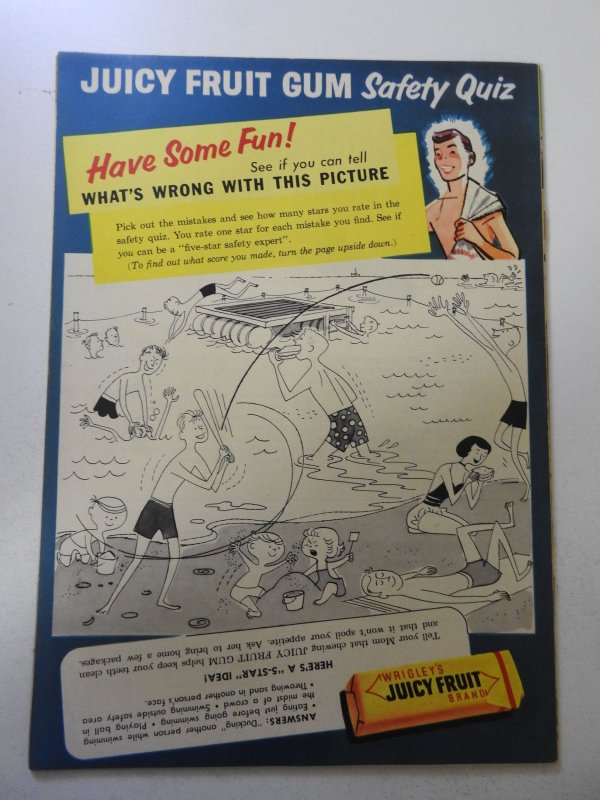 JUICY FRUIT GUM Safety Quiz
Have Some Fun!
See if you can tell
WHAT'S WRONG WITH THIS PICTURE
Pick out the mistakes and see how many stars you rate in the
safety quiz. You rate one star for each mistake you find. See if
you can be a "five-star safety expert".
(To find out what score you made, turn the page upside down.)
ANSWERS: "Ducking" another person while swimming
• Eating just before going swimming • Playing ball in
the midst of a crowd • Swimming outside safety area
• Throwing sand in another person's face.
HERE'S A "5-STAR" IDEA!
Tell your Mom that chewing JUICY FRUIT GUM helps keep your teeth clean
and that it won't spoil your appetite. Ask her to bring home a few packages.
WRIGLEY'S
JUICY FRUIT
BRAND